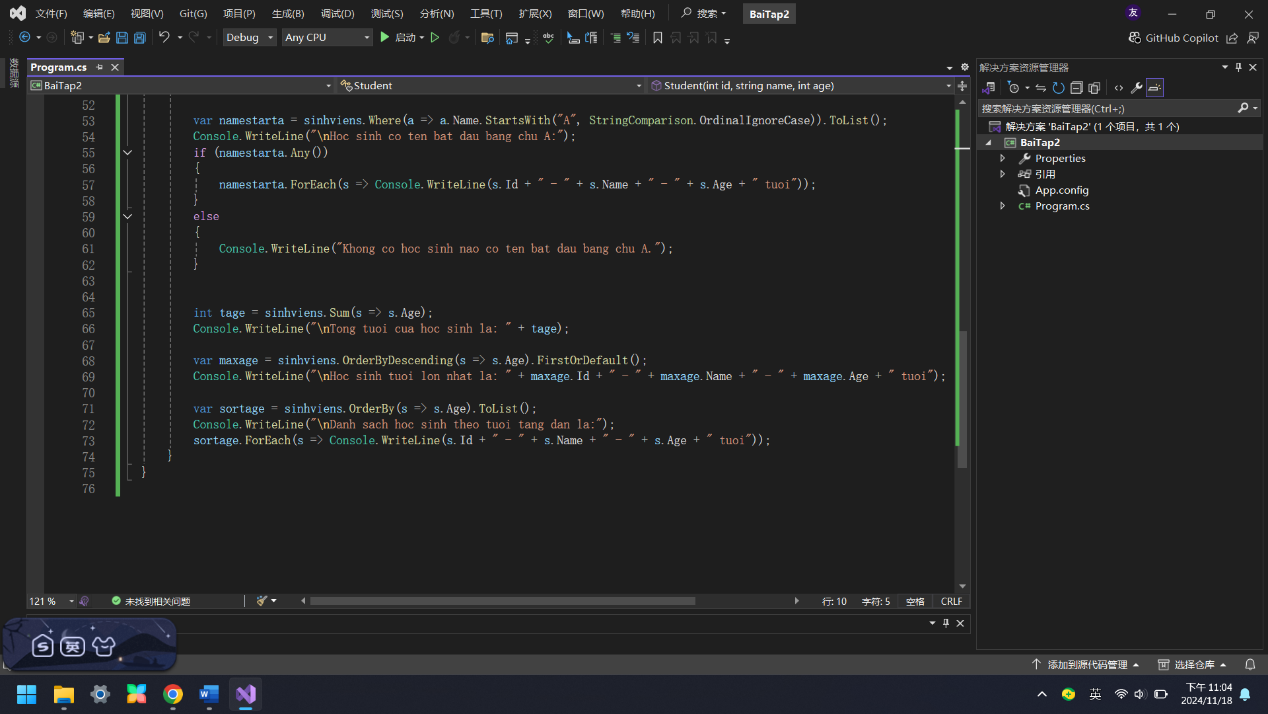 文件(F) 编辑(E) 视图(V) Git(G) 项目(P) 生成(B) 调试(D) 测试(S) 分析(N) 工具(T) 扩展(X) 窗口(W) 帮助(H) 搜索 BaiTap2 友
Debug Any CPU 启动 GitHub Copilot
Program.cs
解决方案资源管理器
BaiTap2 Student Student(int id, string name, int age)
搜索解决方案资源管理器(Ctrl+;)
解决方案 'BaiTap2' (1 个项目，共 1 个)
BaiTap2
Properties
引用
App.config
Program.cs
52
53 var namestarta = sinhviens.Where(a => a.Name.StartsWith("A", StringComparison.OrdinalIgnoreCase)).ToList();
54 Console.WriteLine("\nHoc sinh co ten bat dau bang chu A:");
55 if (namestarta.Any())
56 {
57 namestarta.ForEach(s => Console.WriteLine(s.Id + " - " + s.Name + " - " + s.Age + " tuoi"));
58 }
59 else
60 {
61 Console.WriteLine("Khong co hoc sinh nao co ten bat dau bang chu A.");
62 }
63
64
65 int tage = sinhviens.Sum(s => s.Age);
66 Console.WriteLine("\nTong tuoi cua hoc sinh la: " + tage);
67
68 var maxage = sinhviens.OrderByDescending(s => s.Age).FirstOrDefault();
69 Console.WriteLine("\nHoc sinh tuoi lon nhat la: " + maxage.Id + " - " + maxage.Name + " - " + maxage.Age + " tuoi");
70
71 var sortage = sinhviens.OrderBy(s => s.Age).ToList();
72 Console.WriteLine("\nDanh sach hoc sinh theo tuoi tang dan la:");
73 sortage.ForEach(s => Console.WriteLine(s.Id + " - " + s.Name + " - " + s.Age + " tuoi"));
74 }
75 }
76
121 % 未找到相关问题 行: 10 字符: 5 空格 CRLF
S 英
添加到源代码管理 选择仓库
英 下午 11:04
2024/11/18